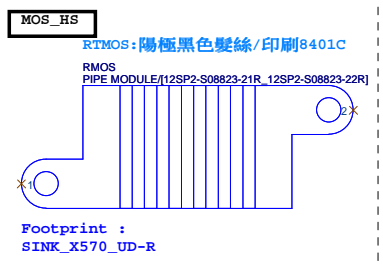 MOS_HS
RTMOS:陽極黑色髮絲/印刷8401C
RMOS
PIPE MODULE/[12SP2-S08823-21R_12SP2-S08823-22R]
2
1
Footprint :
SINK_X570_UD-R